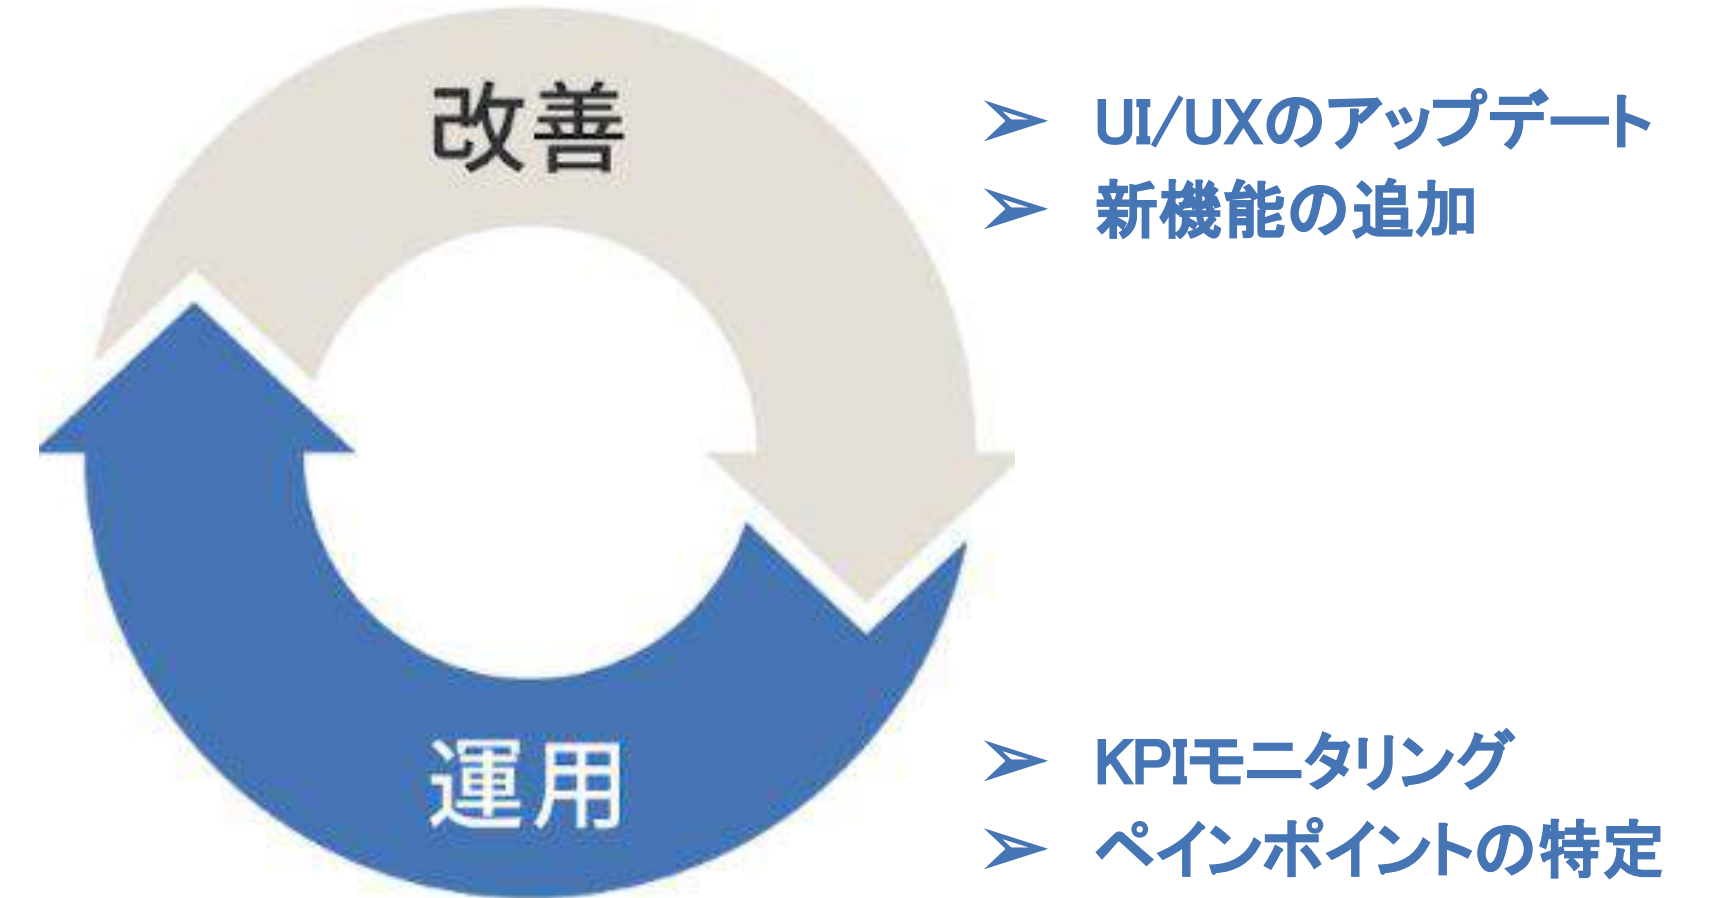 改善
➢ UI/UXのアップデート
➢ 新機能の追加
運用
➢ KPIモニタリング
➢ ペインポイントの特定